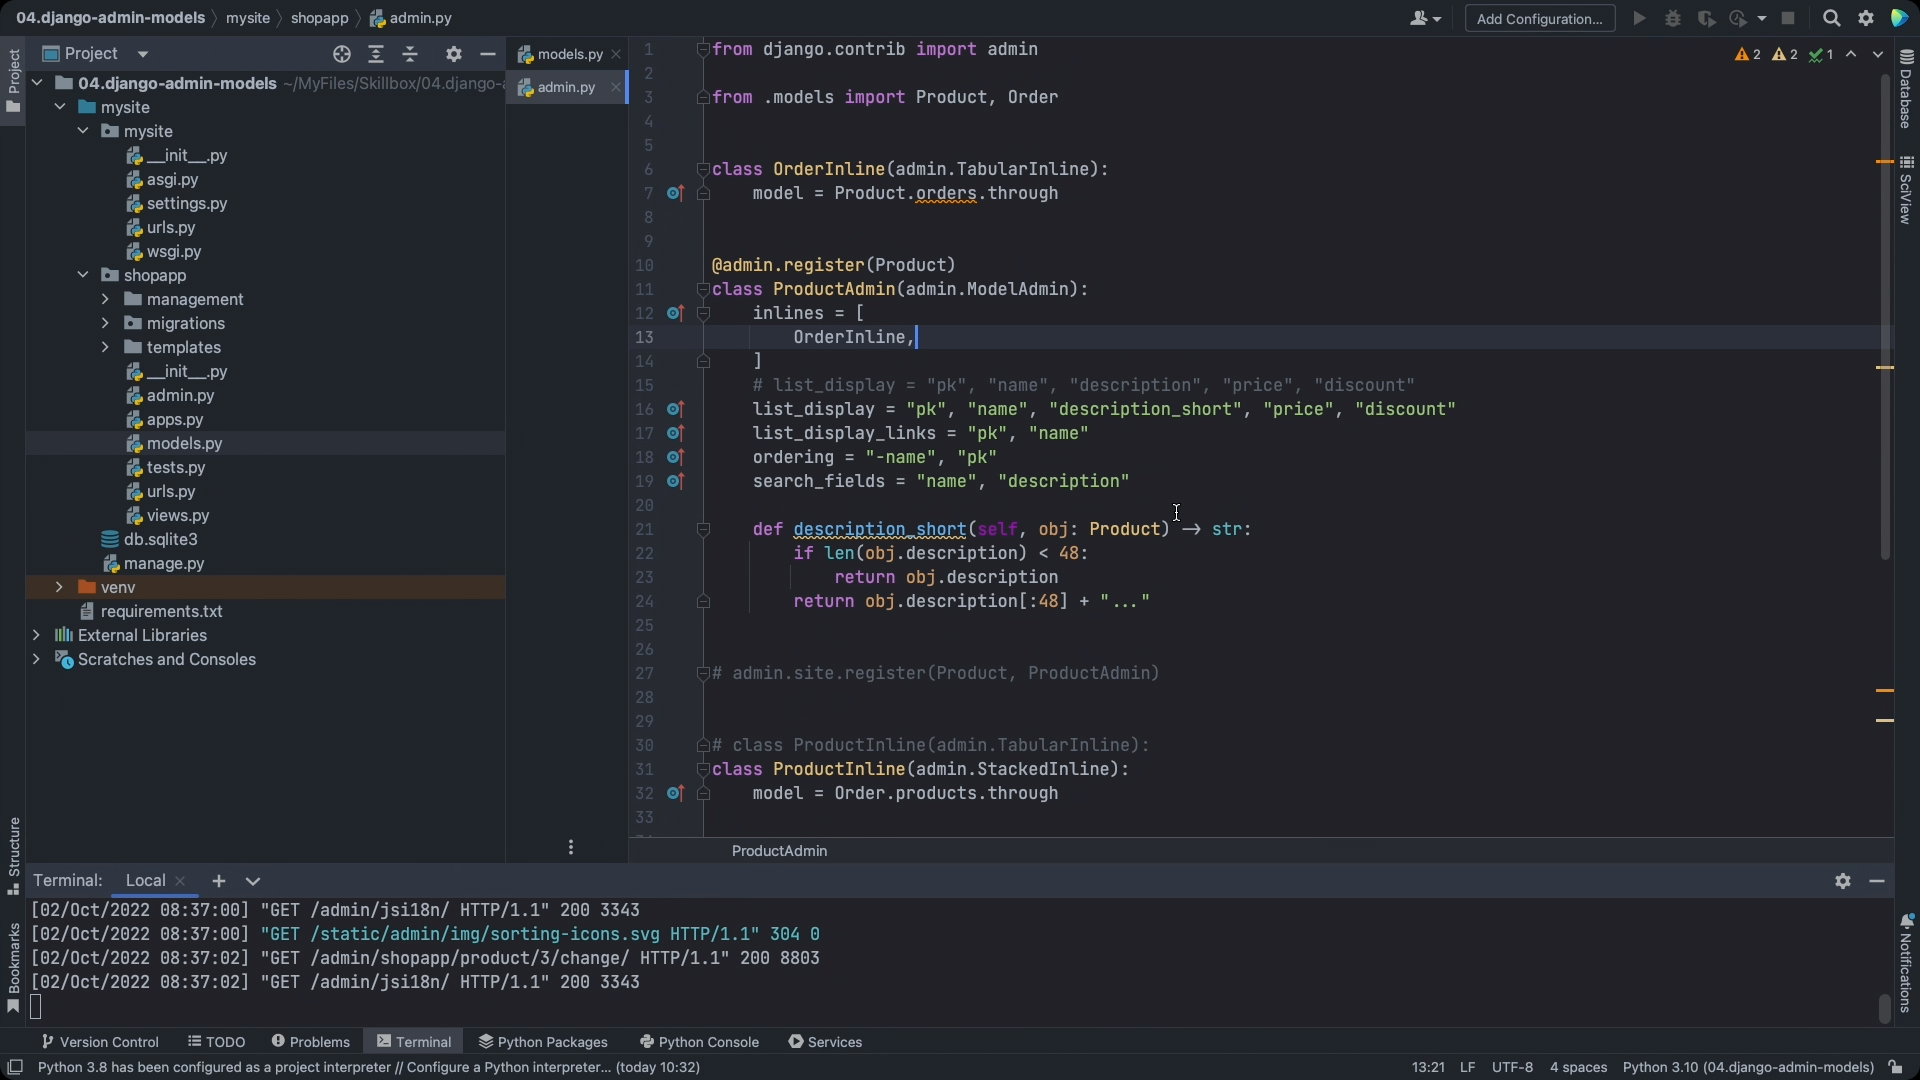 04.django-admin-models
mysite
shopapp
admin.py
Add Configuration...
Project
Project
models.py
admin.py
04.django-admin-models ~/MyFiles/Skillbox/04.django-a
mysite
mysite
__init__.py
asgi.py
settings.py
urls.py
wsgi.py
shopapp
management
migrations
templates
__init__.py
admin.py
apps.py
models.py
tests.py
urls.py
views.py
db.sqlite3
manage.py
venv
requirements.txt
External Libraries
Scratches and Consoles
2 2 1
1 from django.contrib import admin
2
3 from .models import Product, Order
4
5
6 class OrderInline(admin.TabularInline):
7     model = Product.orders.through
8
9
10 @admin.register(Product)
11 class ProductAdmin(admin.ModelAdmin):
12     inlines = [
13         OrderInline,
14     ]
15     # list_display = "pk", "name", "description", "price", "discount"
16     list_display = "pk", "name", "description_short", "price", "discount"
17     list_display_links = "pk", "name"
18     ordering = "-name", "pk"
19     search_fields = "name", "description"
20
21     def description_short(self, obj: Product) → str:
22         if len(obj.description) < 48:
23             return obj.description
24         return obj.description[:48] + "..."
25
26
27 # admin.site.register(Product, ProductAdmin)
28
29
30 # class ProductInline(admin.TabularInline):
31 class ProductInline(admin.StackedInline):
32     model = Order.products.through
33
ProductAdmin
Database
SciView
Notifications
Structure
Bookmarks
Terminal:
Local
[02/Oct/2022 08:37:00] "GET /admin/jsi18n/ HTTP/1.1" 200 3343
[02/Oct/2022 08:37:00] "GET /static/admin/img/sorting-icons.svg HTTP/1.1" 304 0
[02/Oct/2022 08:37:02] "GET /admin/shopapp/product/3/change/ HTTP/1.1" 200 8803
[02/Oct/2022 08:37:02] "GET /admin/jsi18n/ HTTP/1.1" 200 3343
Version Control
TODO
Problems
Terminal
Python Packages
Python Console
Services
Python 3.8 has been configured as a project interpreter // Configure a Python interpreter... (today 10:32)
13:21
LF
UTF-8
4 spaces
Python 3.10 (04.django-admin-models)